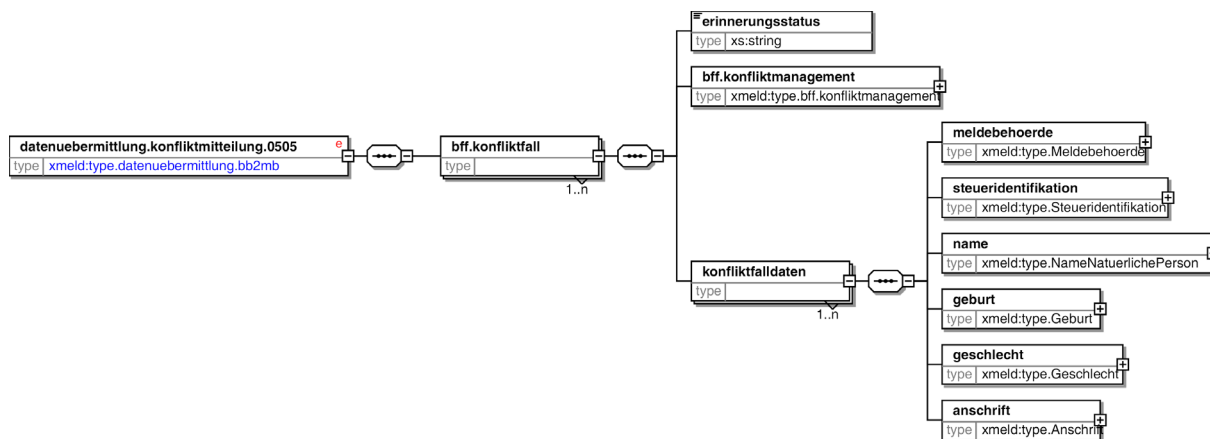 erinnerungsstatus
type xs:string
bff.konfliktmanagement
type xmeld:type.bff.konfliktmanagement
datenuebermittlung.konfliktmitteilung.0505 e
type xmeld:type.datenuebermittlung.bb2mb
bff.konfliktfall
type
1..n
konfliktfalldaten
type
1..n
meldebehoerde
type xmeld:type.Meldebehoerde
steueridentifikation
type xmeld:type.Steueridentifikation
name
type xmeld:type.NameNatuerlichePerson
geburt
type xmeld:type.Geburt
geschlecht
type xmeld:type.Geschlecht
anschrift
type xmeld:type.Anschrift